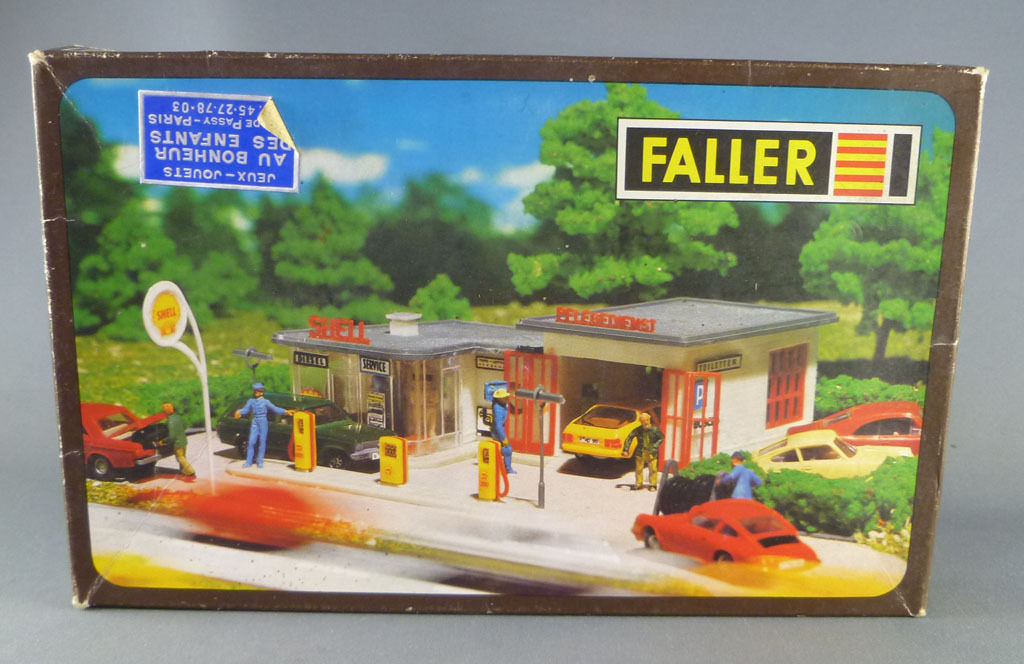 JEUX – JOUETS
AU BONHEUR
DES ENFANTS
DE PASSY – PARIS
45·27·78·03
FALLER
SHELL
SHELL
PFLEGEDIENST
DIESEL
SERVICE
TOILETTEN
P